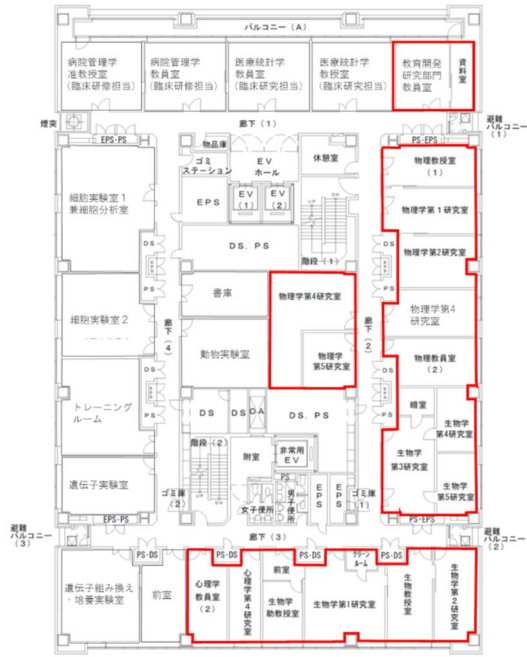 バルコニー（A）
病院管理学
准教授室
（臨床研修担当）
病院管理学
教員室
（臨床研修担当）
医療統計学
教員室
（臨床研究担当）
医療統計学
教授室
（臨床研究担当）
教育開発
研究部門
教員室
資料室
煙突
廊下（1）
避難
バルコニー
（1）
EPS・PS
物品庫
ゴミ
ステーション
EV
ホール
休憩室
PS・EPS
細胞実験室1
兼細胞分析室
EPS
EV
（1）
EV
（2）
物理教授室
（1）
物理学第1研究室
DS
EPS
PS
DS、PS
階段（1）
物理学第2研究室
DS
EPS
PS
細胞実験室2
廊下（4）
書庫
物理学第4研究室
廊下（2）
物理学第4
研究室
動物実験室
物理学
第5研究室
物理教員室
（2）
トレーニング
ルーム
DS
EPS
PS
DS
DS
OA
DS、PS
DS
EPS
PS
暗室
生物学
第4研究室
階段（2）
附室
非常用
EV
生物学
第3研究室
遺伝子実験室
PS
女子便所
男子便所
EPS
EPS
生物学
第5研究室
ゴミ庫（2）
ゴミ庫（1）
EPS・PS
PS・EPS
避難
バルコニー
（3）
廊下（3）
避難
バルコニー
（2）
PS・DS
PS・DS
PS・DS
PS・DS
遺伝子組み換え
・培養実験室
前室
心理学
教員室
（2）
心理学
第4研究室
前室
生物学
助教授室
クリーン
ルーム
生物学第1研究室
生物教授室
生物学第2研究室